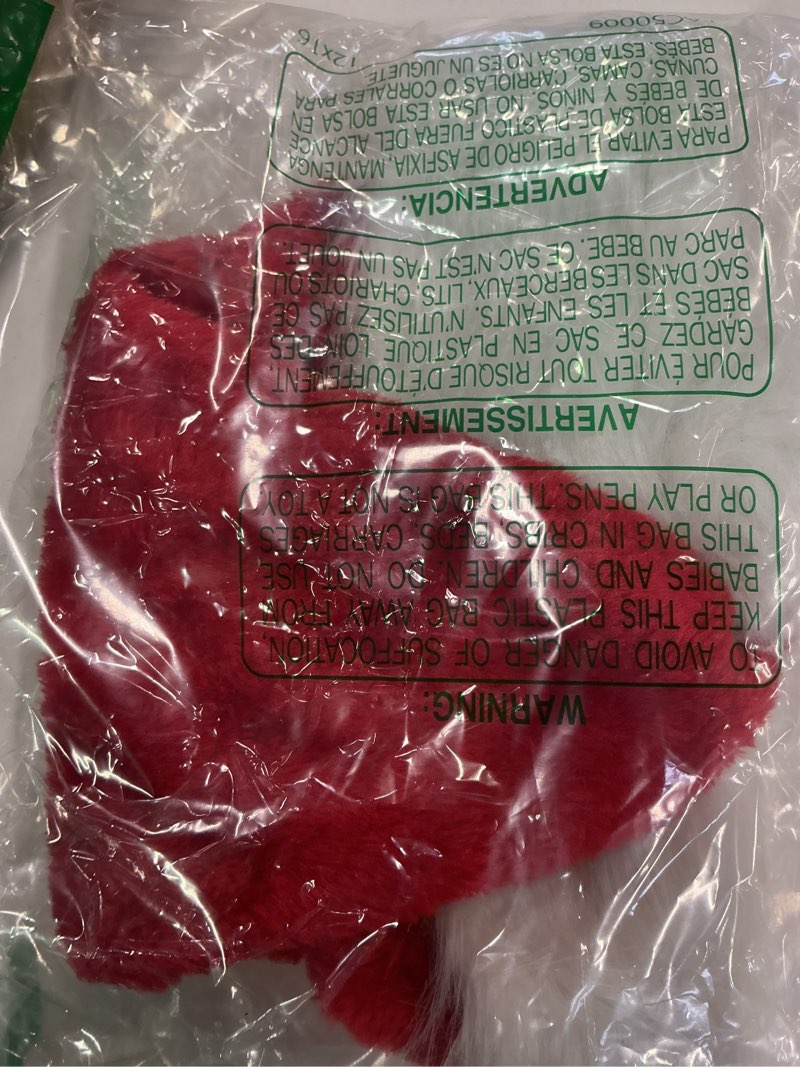 WARNING:
TO AVOID DANGER OF SUFFOCATION,
KEEP THIS PLASTIC BAG AWAY FROM
BABIES AND CHILDREN. DO NOT USE
THIS BAG IN CRIBS, BEDS, CARRIAGES
OR PLAY PENS. THIS BAG IS NOT A TOY
AVERTISSEMENT:
POUR ÉVITER TOUT RISQUE D'ÉTOUFFEMENT,
GARDEZ CE SAC EN PLASTIQUE LOIN DES
BÉBÉS ET LES ENFANTS. N'UTILISEZ PAS CE
SAC DANS LES BERCEAUX, LITS, CHARIOTS OU
PARC AU BEBE. CE SAC N'EST PAS UN JOUET.
ADVERTENCIA:
PARA EVITAR EL PELIGRO DE ASFIXIA, MANTENGA
ESTA BOLSA DE PLASTICO FUERA DEL ALCANCE
DE BEBES Y NINOS. NO USAR ESTA BOLSA EN
CUNAS, CAMAS, CARRIOLAS O CORRALES PARA
BEBES. ESTA BOLSA NO ES UN JUGUETE
AC50009 12X16